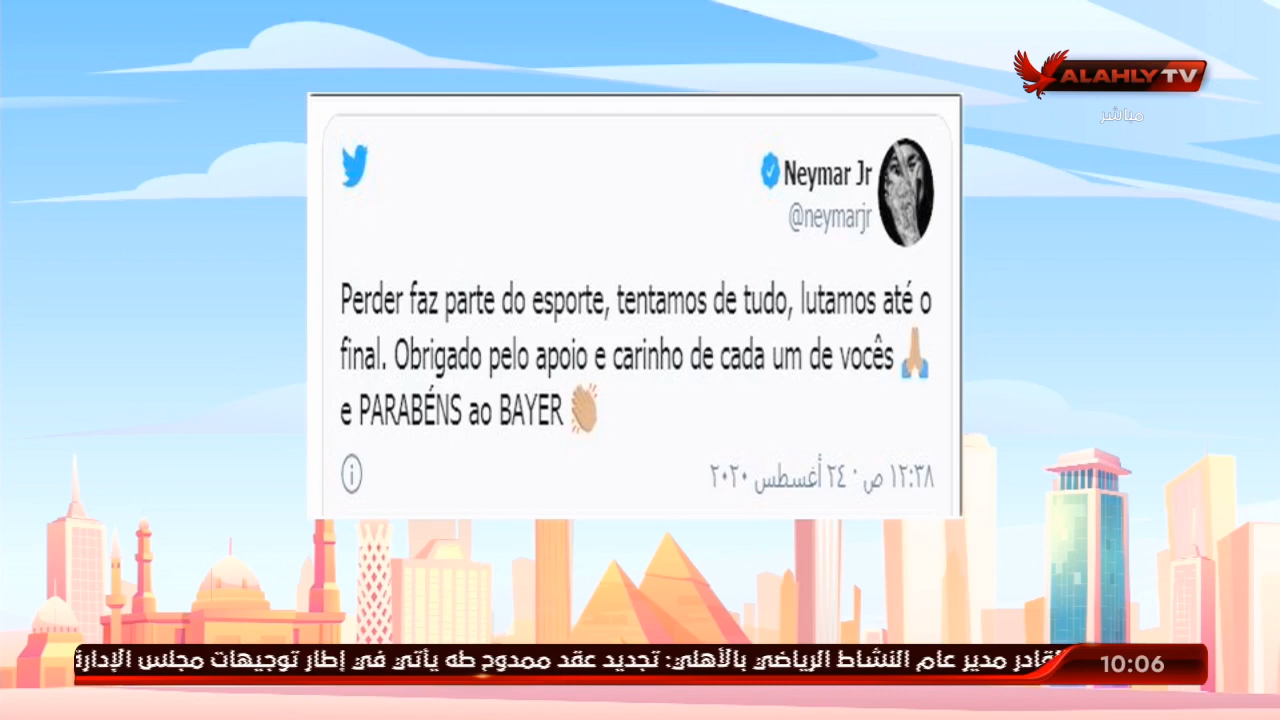 ALAHLY TV
مباشر
Neymar Jr
@neymarjr
Perder faz parte do esporte, tentamos de tudo, lutamos até o
final. Obrigado pelo apoio e carinho de cada um de vocês 🙏🏼
e PARABÉNS ao BAYER 👏🏼
١٢:٣٨ ص · ٢٤ أغسطس ٢٠٢٠
مدير عام النشاط الرياضي بالأهلي: تجديد عقد ممدوح طه يأتي في إطار توجيهات مجلس الإدارة
10:06